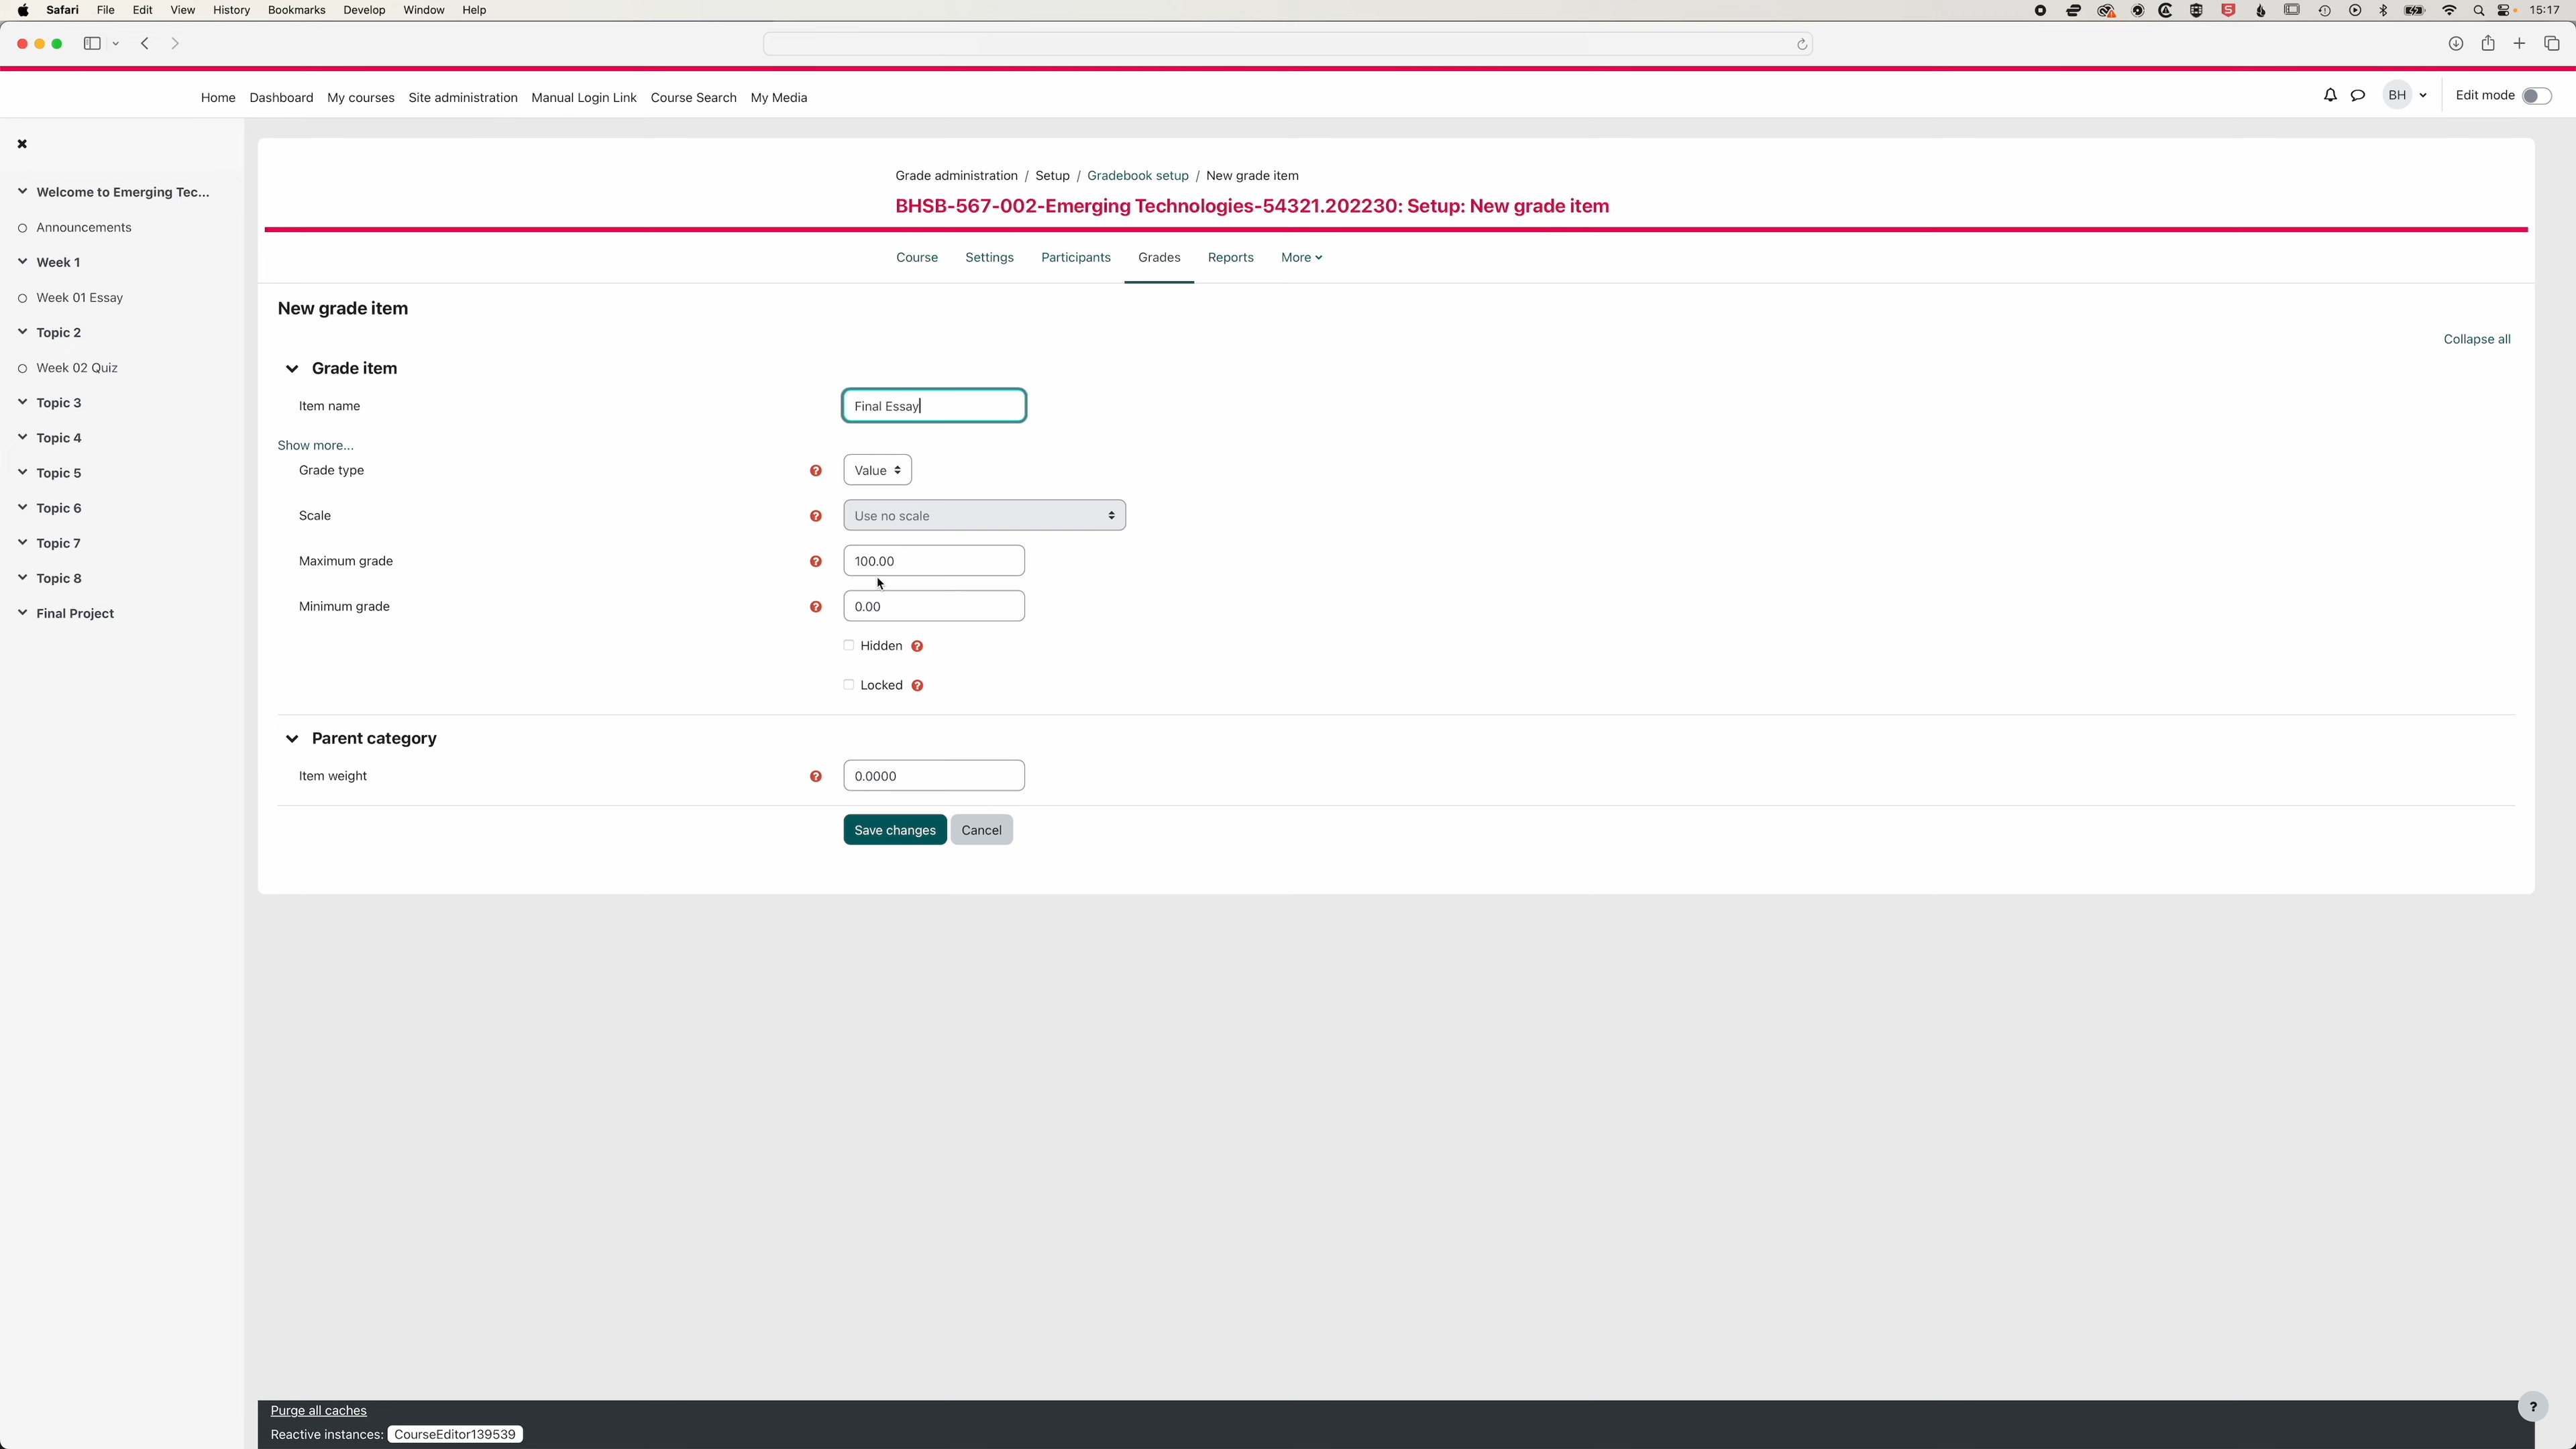 Safari File Edit View History Bookmarks Develop Window Help 15:17
Home Dashboard My courses Site administration Manual Login Link Course Search My Media BH Edit mode
Welcome to Emerging Tec...
Announcements
Week 1
Week 01 Essay
Topic 2
Week 02 Quiz
Topic 3
Topic 4
Topic 5
Topic 6
Topic 7
Topic 8
Final Project
Grade administration / Setup / Gradebook setup / New grade item
BHSB-567-002-Emerging Technologies-54321.202230: Setup: New grade item
Course Settings Participants Grades Reports More
New grade item
Collapse all
Grade item
Item name Final Essay
Show more...
Grade type ? Value
Scale ? Use no scale
Maximum grade ? 100.00
Minimum grade ? 0.00
Hidden ?
Locked ?
Parent category
Item weight ? 0.0000
Save changes Cancel
Purge all caches
Reactive instances: CourseEditor139539
?